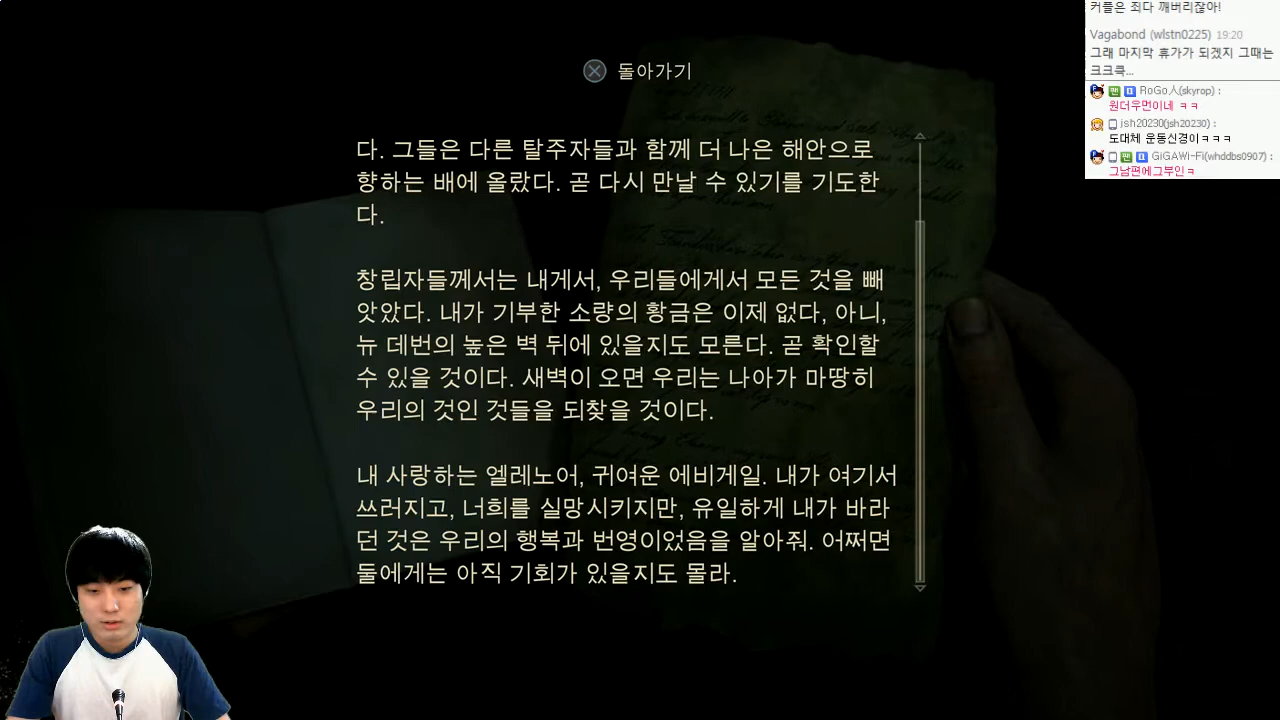 커플은 죄다 깨버리잖아!
Vagabond (wlstn0225) 19:20
그래 마지막 휴가가 되겠지 그때는
크크큭...
팬 RoGo人(skyrop) :
원더우먼이네 ㅋㅋ
jsh20230(jsh20230) :
도대체 운동신경이ㅋㅋㅋ
팬 GiGAWi-Fi(whddbs0907) :
그남편에그부인ㅋ
돌아가기
다. 그들은 다른 탈주자들과 함께 더 나은 해안으로
향하는 배에 올랐다. 곧 다시 만날 수 있기를 기도한
다.
창립자들께서는 내게서, 우리들에게서 모든 것을 빼
앗았다. 내가 기부한 소량의 황금은 이제 없다, 아니,
뉴 데번의 높은 벽 뒤에 있을지도 모른다. 곧 확인할
수 있을 것이다. 새벽이 오면 우리는 나아가 마땅히
우리의 것인 것들을 되찾을 것이다.
내 사랑하는 엘레노어, 귀여운 에비게일. 내가 여기서
쓰러지고, 너희를 실망시키지만, 유일하게 내가 바라
던 것은 우리의 행복과 번영이었음을 알아줘. 어쩌면
둘에게는 아직 기회가 있을지도 몰라.